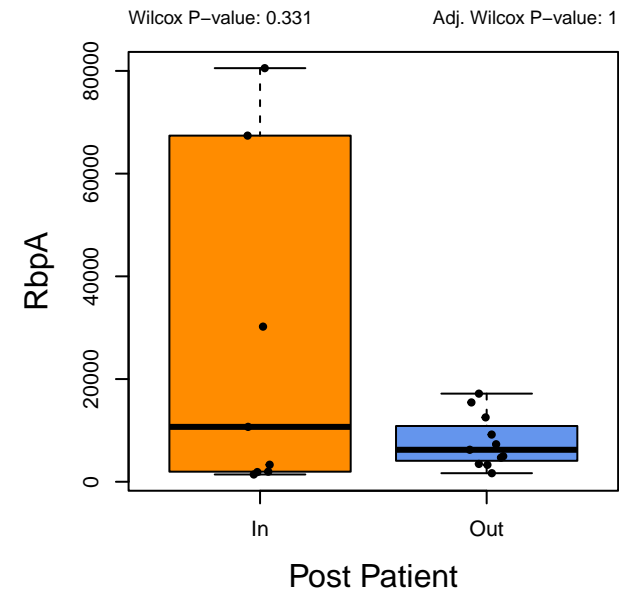 Wilcox P−value: 0.331
Adj. Wilcox P−value: 1
RbpA
80000
60000
40000
20000
0
In
Out
Post Patient